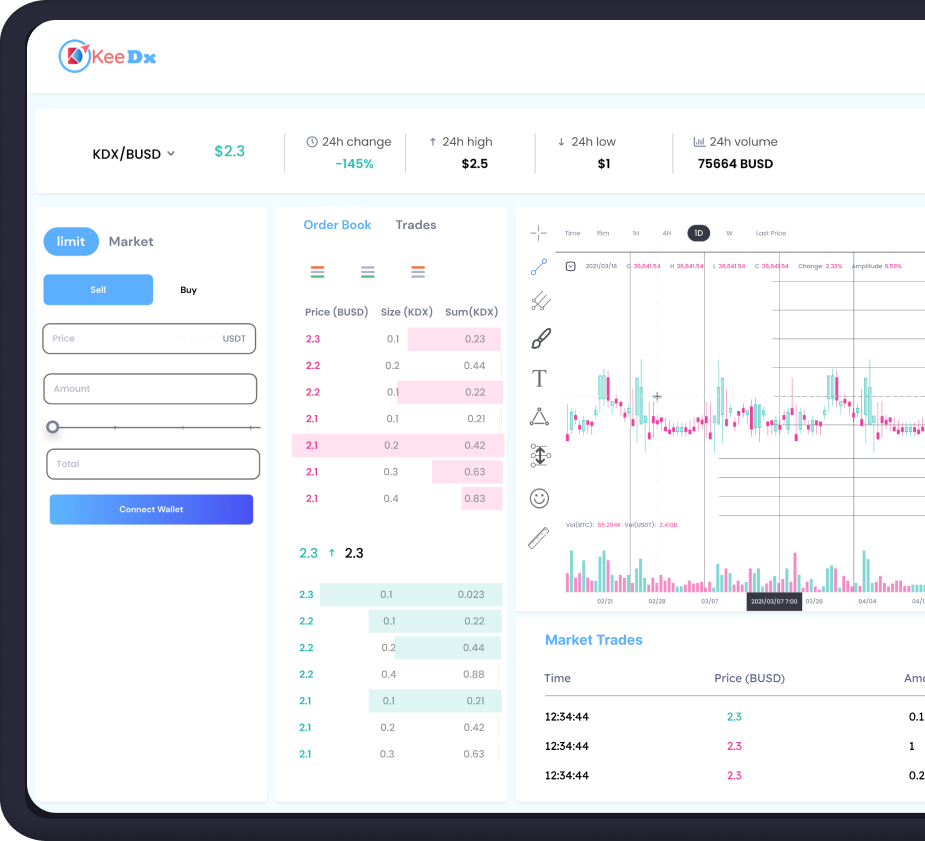 KeeDx
KDX/BUSD
$2.3
24h change
-145%
↑ 24h high
$2.5
↓ 24h low
$1
24h volume
75664 BUSD
limit
Market
Sell
Buy
Price
USDT
Amount
Total
Connect Wallet
Order Book
Trades
Price (BUSD) Size (KDX) Sum(KDX)
2.3 0.1 0.23
2.2 0.2 0.44
2.2 0.1 0.22
2.1 0.1 0.21
2.1 0.2 0.42
2.1 0.3 0.63
2.1 0.4 0.83
2.3 ↑ 2.3
2.3 0.1 0.023
2.2 0.1 0.22
2.2 0.2 0.44
2.2 0.4 0.88
2.1 0.1 0.21
2.1 0.2 0.42
2.1 0.3 0.63
Time 15m 1H 4H 1D W Last Price
2021/03/16 O 36,641.54 H 36,641.54 L 36,641.54 C 36,641.54 Change: 2.33% Amplitude 6.59%
T
Vol(BTC): 65.254K Vol(USDT): 2.418B
02/21 02/28 03/07 2021/03/07 7:00 03/28 04/04 04/1
Market Trades
Time Price (BUSD) Amo
12:34:44 2.3 0.1
12:34:44 2.3 1
12:34:44 2.3 0.2